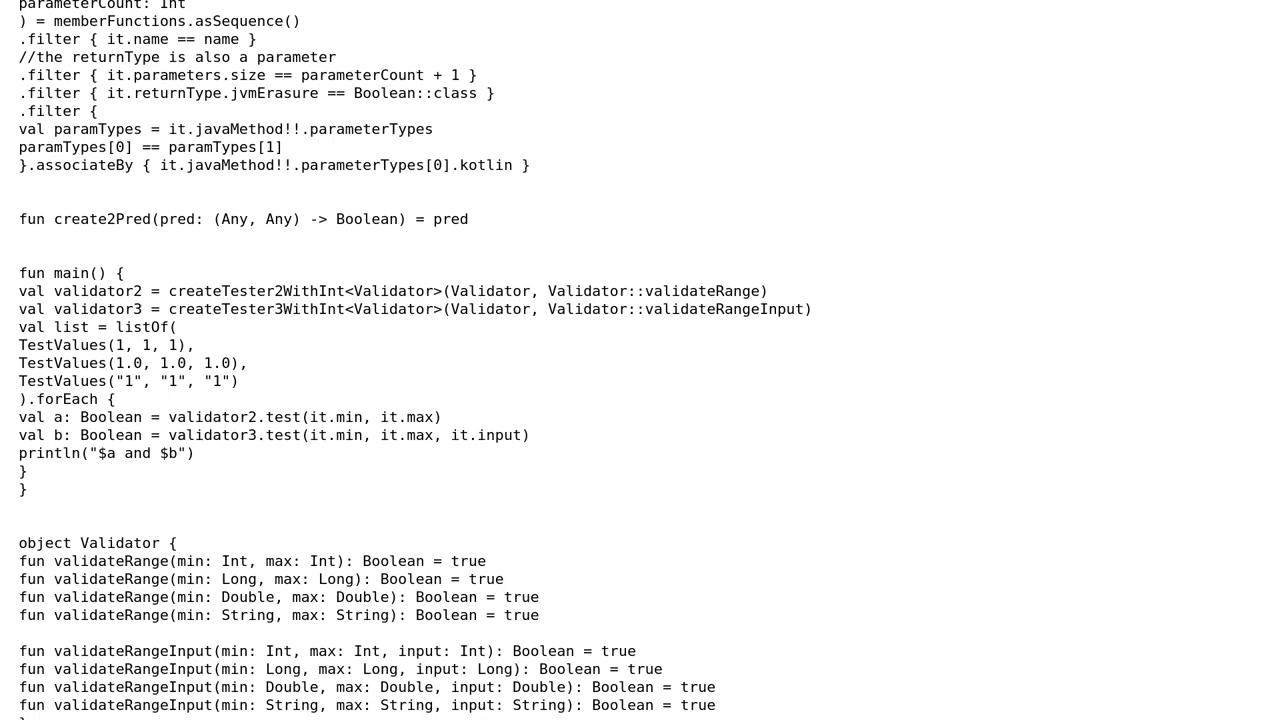 parameterCount: Int
) = memberFunctions.asSequence()
.filter { it.name == name }
//the returnType is also a parameter
.filter { it.parameters.size == parameterCount + 1 }
.filter { it.returnType.jvmErasure == Boolean::class }
.filter {
val paramTypes = it.javaMethod!!.parameterTypes
paramTypes[0] == paramTypes[1]
}.associateBy { it.javaMethod!!.parameterTypes[0].kotlin }
fun create2Pred(pred: (Any, Any) -> Boolean) = pred
fun main() {
val validator2 = createTester2WithInt<Validator>(Validator, Validator::validateRange)
val validator3 = createTester3WithInt<Validator>(Validator, Validator::validateRangeInput)
val list = listOf(
TestValues(1, 1, 1),
TestValues(1.0, 1.0, 1.0),
TestValues("1", "1", "1")
).forEach {
val a: Boolean = validator2.test(it.min, it.max)
val b: Boolean = validator3.test(it.min, it.max, it.input)
println("$a and $b")
}
}
object Validator {
fun validateRange(min: Int, max: Int): Boolean = true
fun validateRange(min: Long, max: Long): Boolean = true
fun validateRange(min: Double, max: Double): Boolean = true
fun validateRange(min: String, max: String): Boolean = true
fun validateRangeInput(min: Int, max: Int, input: Int): Boolean = true
fun validateRangeInput(min: Long, max: Long, input: Long): Boolean = true
fun validateRangeInput(min: Double, max: Double, input: Double): Boolean = true
fun validateRangeInput(min: String, max: String, input: String): Boolean = true
}